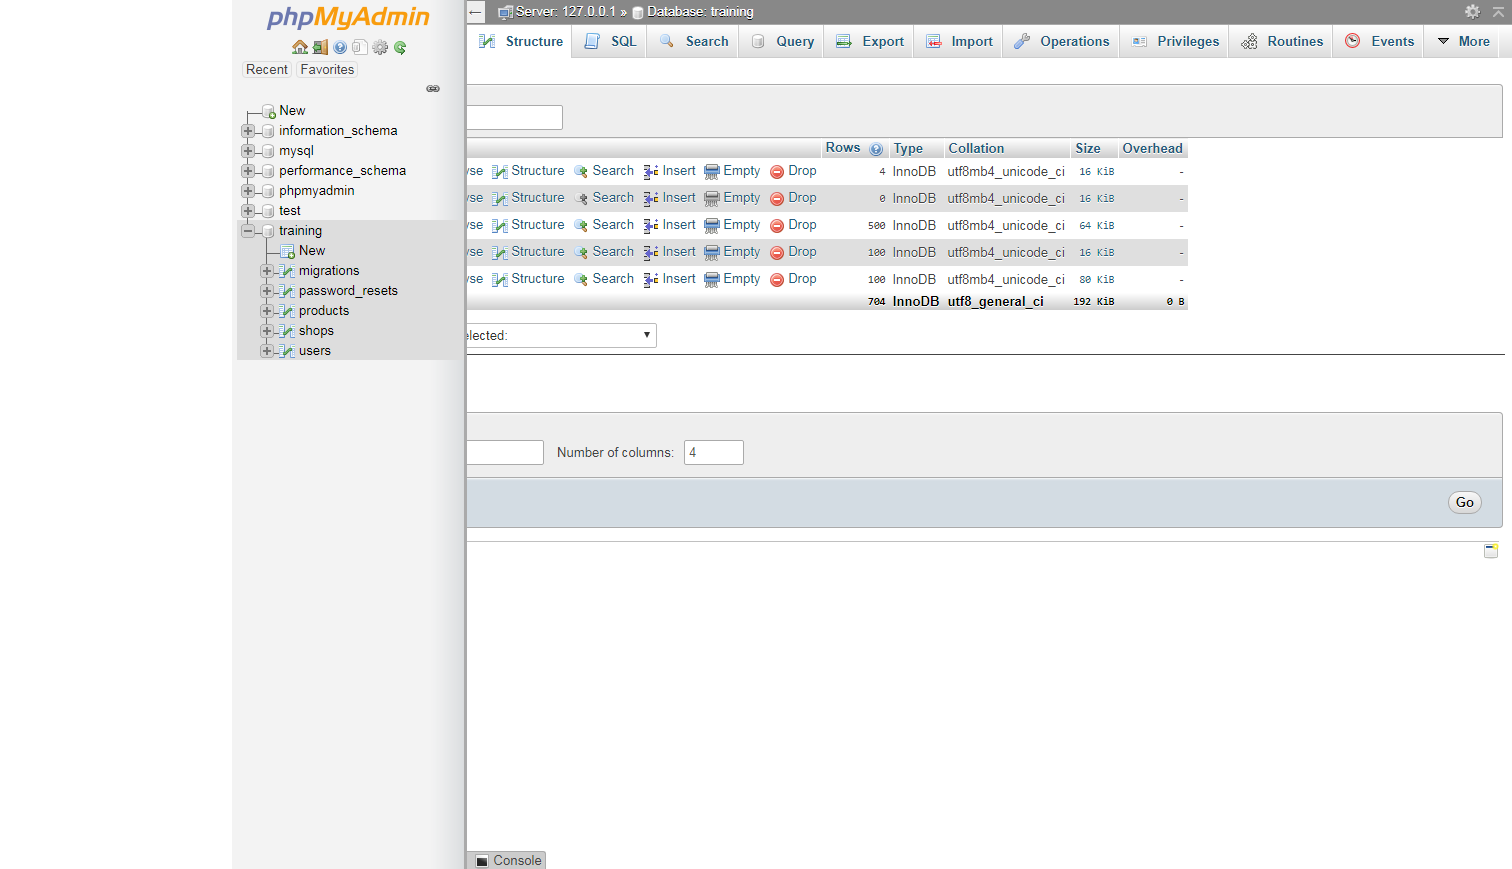 phpMyAdmin
Recent Favorites
New
information_schema
mysql
performance_schema
phpmyadmin
test
training
New
migrations
password_resets
products
shops
users
Server: 127.0.0.1 » Database: training
Structure SQL Search Query Export Import Operations Privileges Routines Events More
Rows Type Collation Size Overhead
se Structure Search Insert Empty Drop 4 InnoDB utf8mb4_unicode_ci 16 KiB -
se Structure Search Insert Empty Drop 0 InnoDB utf8mb4_unicode_ci 16 KiB -
se Structure Search Insert Empty Drop 500 InnoDB utf8mb4_unicode_ci 64 KiB -
se Structure Search Insert Empty Drop 100 InnoDB utf8mb4_unicode_ci 16 KiB -
se Structure Search Insert Empty Drop 100 InnoDB utf8mb4_unicode_ci 80 KiB -
704 InnoDB utf8_general_ci 192 KiB 0 B
elected:
Number of columns: 4
Go
Console